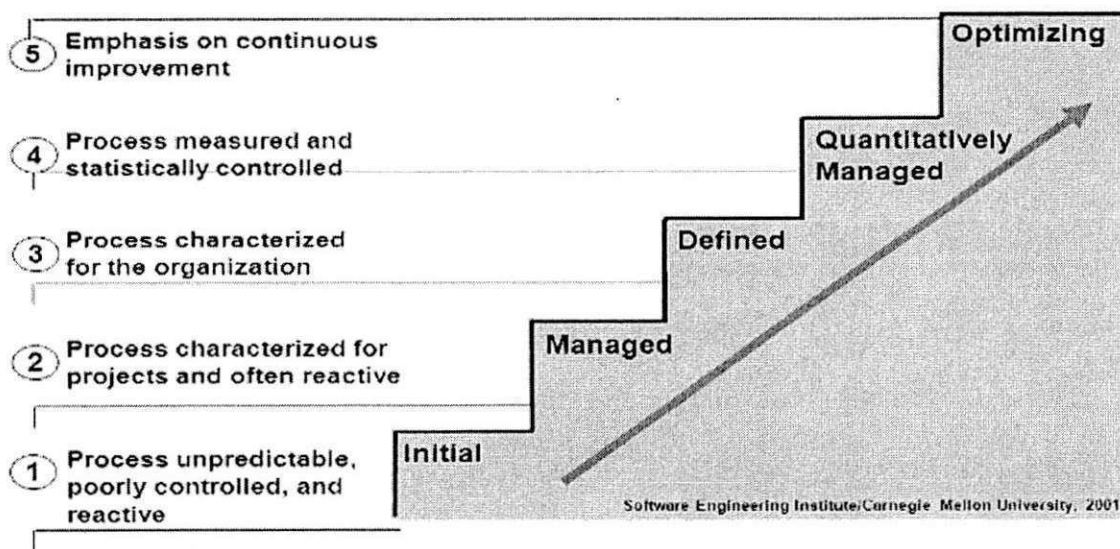 5 Emphasis on continuous
improvement
Optimizing
4 Process measured and
statistically controlled
Quantitatively
Managed
3 Process characterized
for the organization
Defined
2 Process characterized for
projects and often reactive
Managed
1 Process unpredictable,
poorly controlled, and
reactive
Initial
Software Engineering Institute/Carnegie Mellon University, 2001